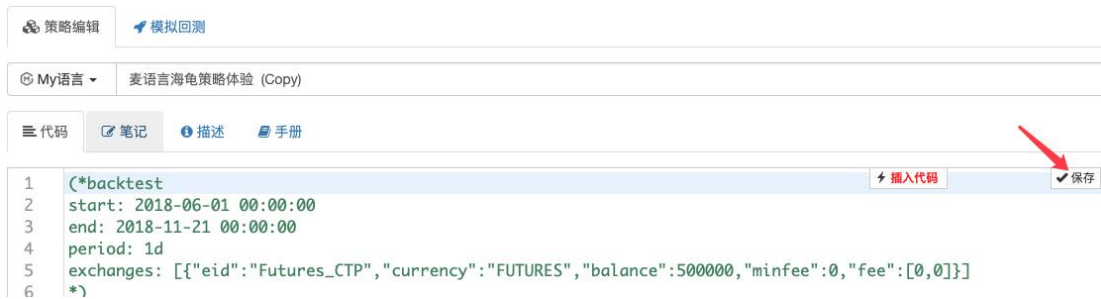 策略编辑 模拟回测
My语言 麦语言海龟策略体验 (Copy)
代码 笔记 描述 手册
插入代码 保存
1 (*backtest
2 start: 2018-06-01 00:00:00
3 end: 2018-11-21 00:00:00
4 period: 1d
5 exchanges: [{"eid":"Futures_CTP","currency":"FUTURES","balance":500000,"minfee":0,"fee":[0,0]}]
6 *)